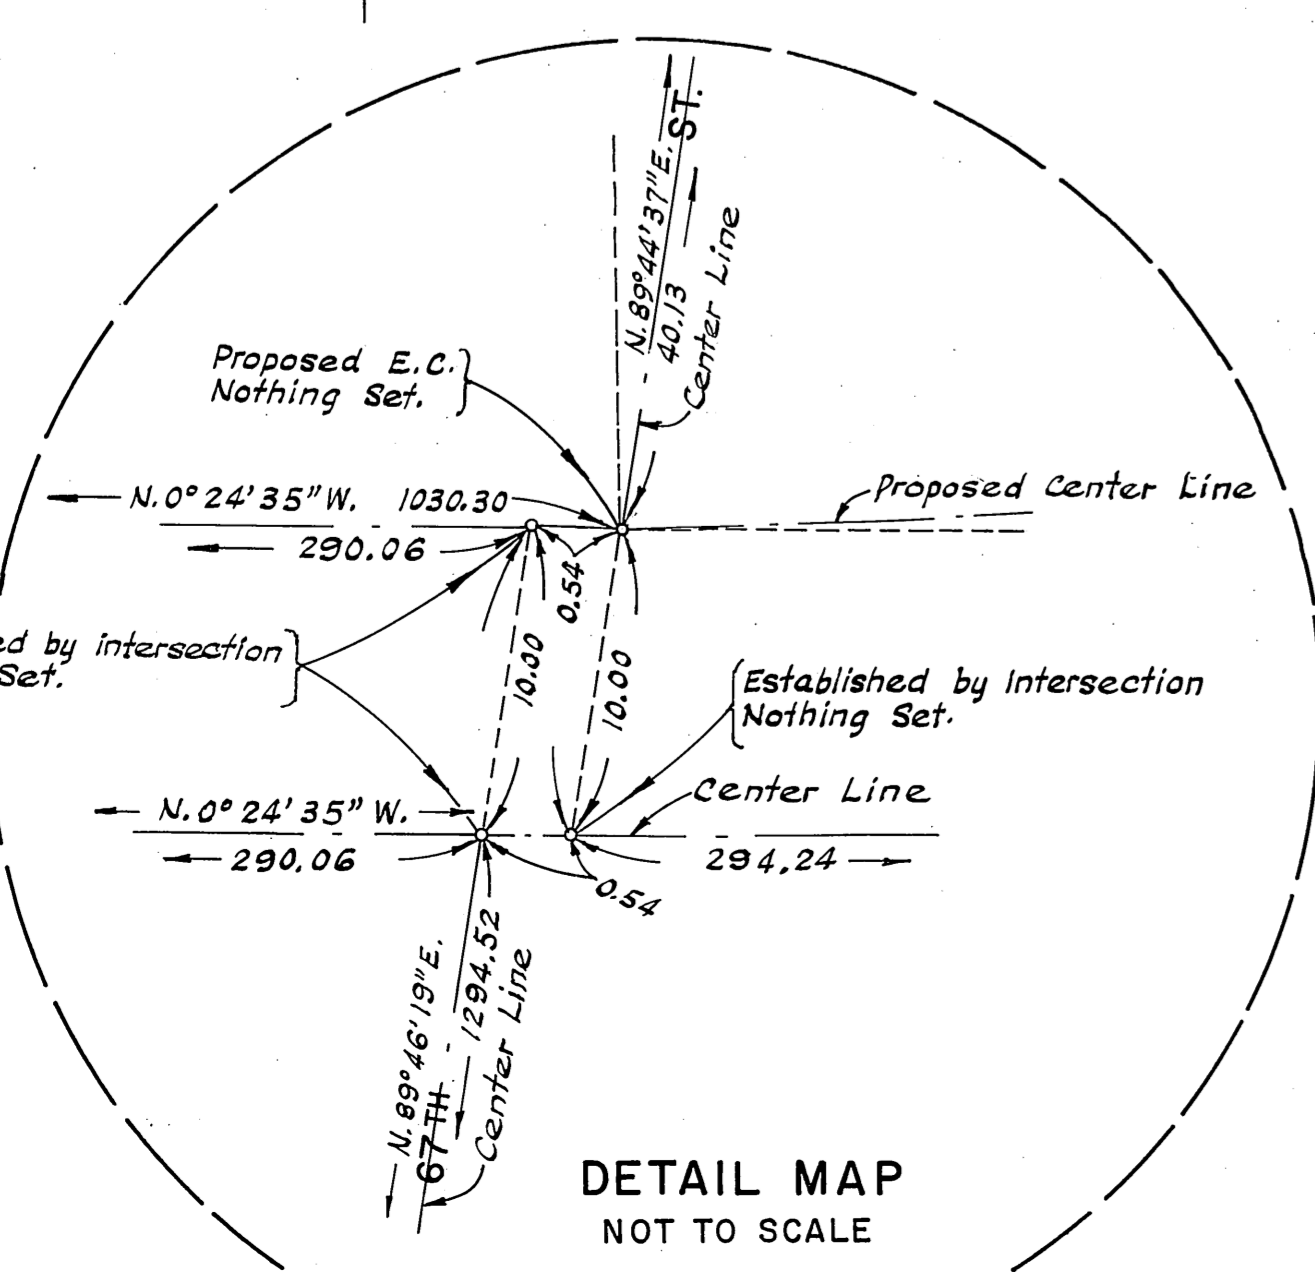 N.89°44'37"E.
ST.
40.13
Center Line
Proposed E.C.
Nothing Set.
N.0°24'35"W. 1030.30
Proposed Center Line
290.06
0.54
by intersection
Set.
10.00
10.00
Established by Intersection
Nothing Set.
N.0°24'35"W.
Center Line
290.06
294.24
0.54
N.89°46'19"E.
67TH
1294.52
Center Line
DETAIL MAP
NOT TO SCALE